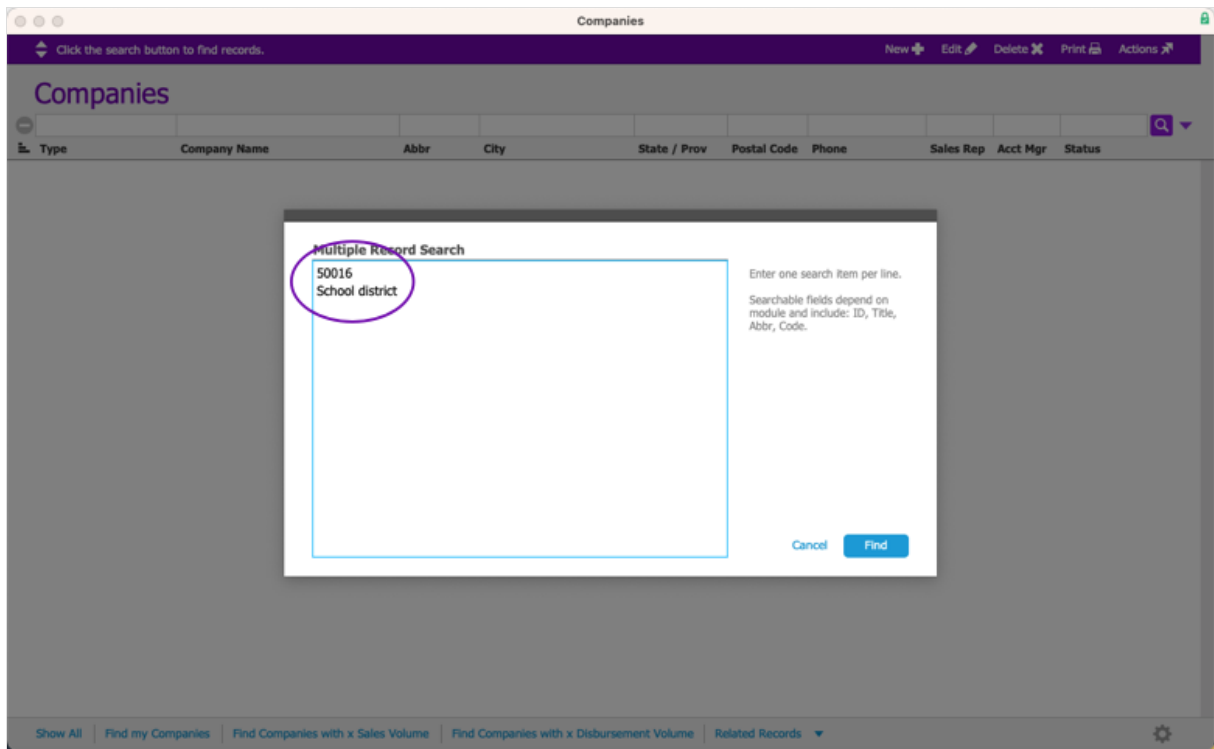 Companies
Click the search button to find records.
New Edit Delete Print Actions
Companies
Type Company Name Abbr City State / Prov Postal Code Phone Sales Rep Acct Mgr Status
Multiple Record Search
50016
School district
Enter one search item per line.
Searchable fields depend on
module and include: ID, Title,
Abbr, Code.
Cancel Find
Show All Find my Companies Find Companies with x Sales Volume Find Companies with x Disbursement Volume Related Records